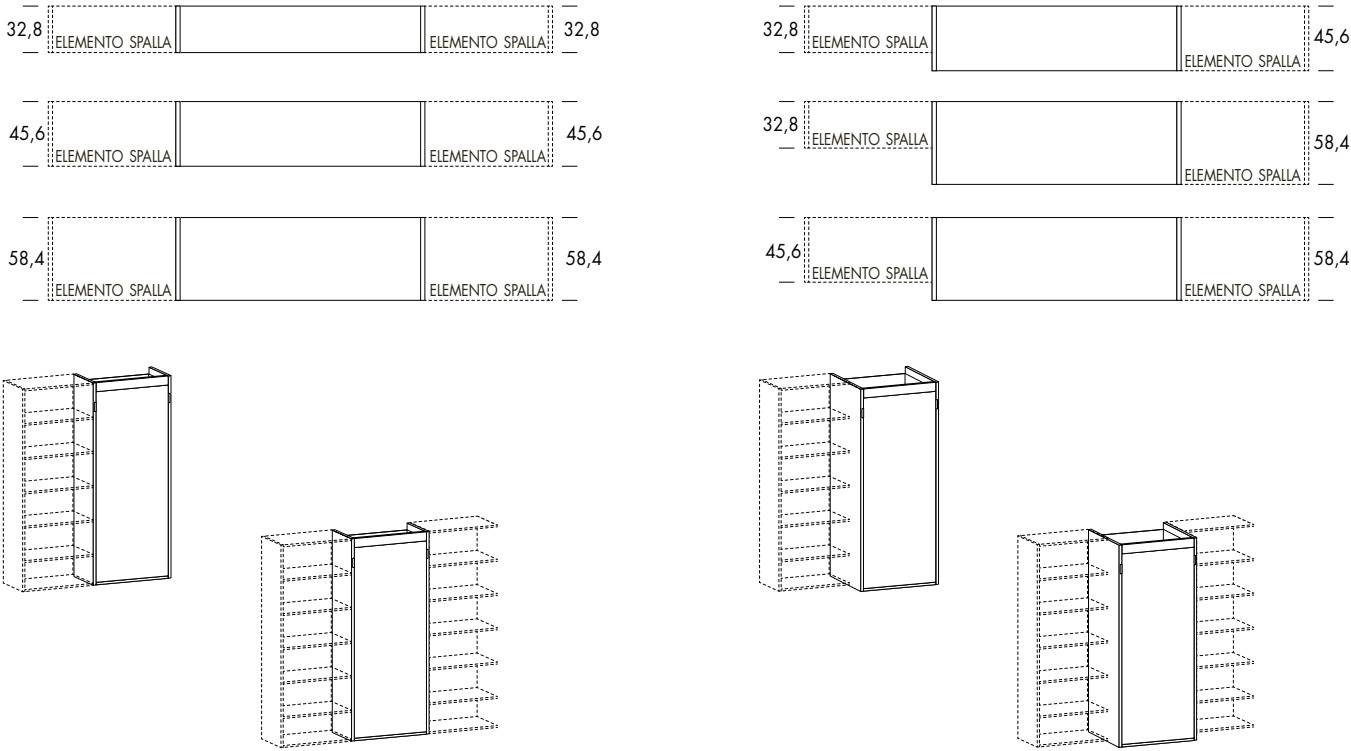 32,8 ELEMENTO SPALLA ELEMENTO SPALLA 32,8
45,6 ELEMENTO SPALLA ELEMENTO SPALLA 45,6
58,4 ELEMENTO SPALLA ELEMENTO SPALLA 58,4
32,8 ELEMENTO SPALLA ELEMENTO SPALLA 45,6
32,8 ELEMENTO SPALLA ELEMENTO SPALLA 58,4
45,6 ELEMENTO SPALLA ELEMENTO SPALLA 58,4